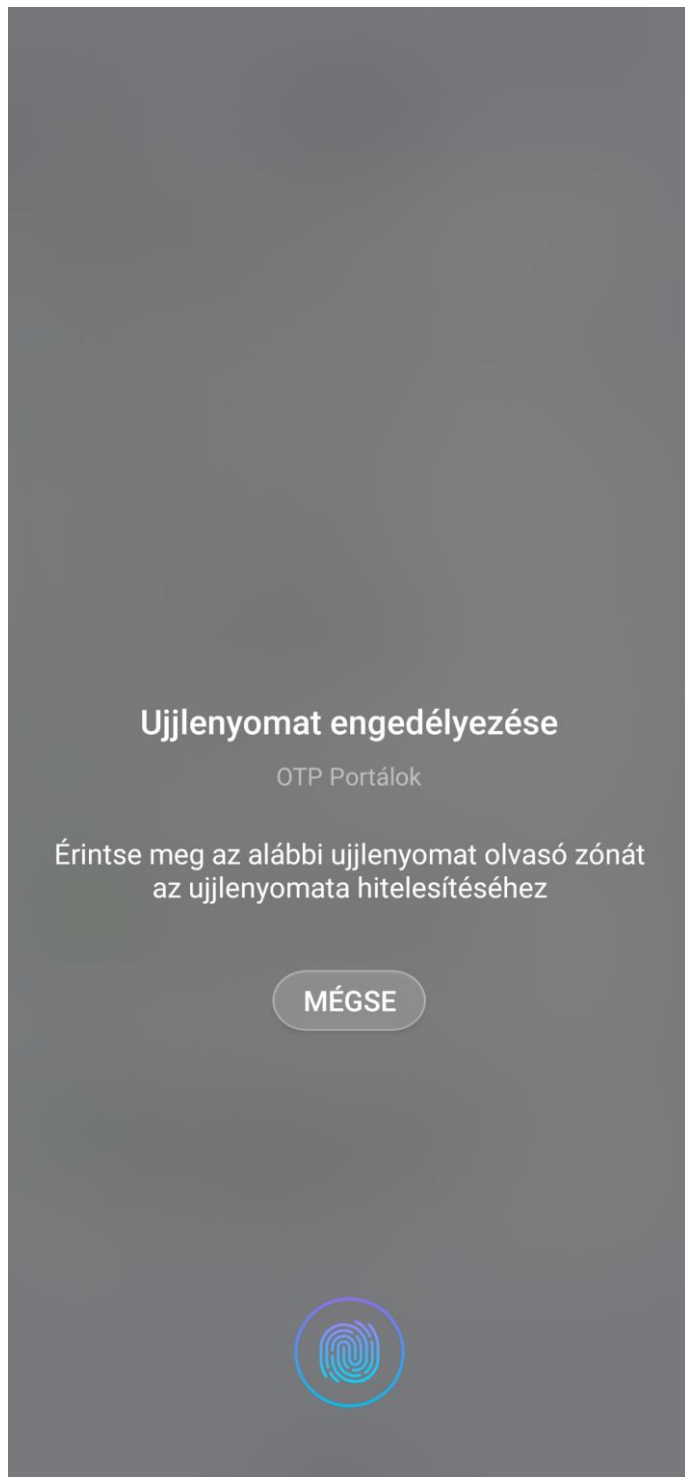 Ujjlenyomat engedélyezése
OTP Portálok
Érintse meg az alábbi ujjlenyomat olvasó zónát
az ujjlenyomata hitelesítéséhez
MÉGSE